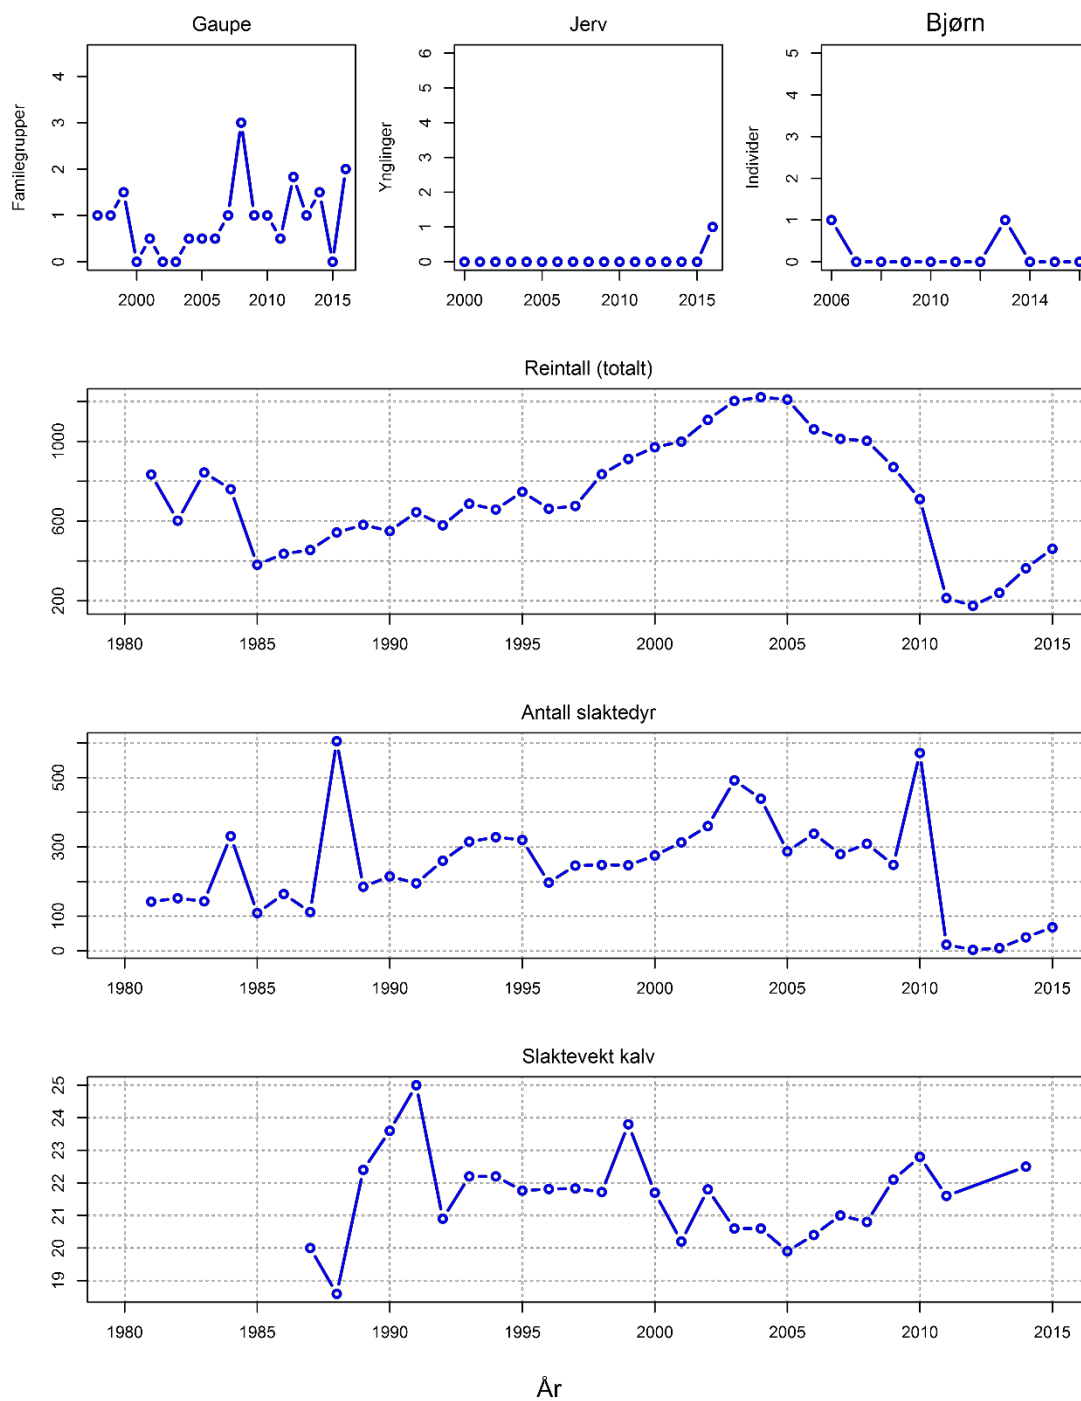 Gaupe Jerv Bjørn
Familegrupper
0 1 2 3 4
2000 2005 2010 2015
Ynglinger
0 1 2 3 4 5 6
2000 2005 2010 2015
Individer
0 1 2 3 4 5
2006 2010 2014
Reintall (totalt)
200 600 1000
1980 1985 1990 1995 2000 2005 2010 2015
Antall slaktedyr
0 100 300 500
1980 1985 1990 1995 2000 2005 2010 2015
Slaktevekt kalv
19 20 21 22 23 24 25
1980 1985 1990 1995 2000 2005 2010 2015
År